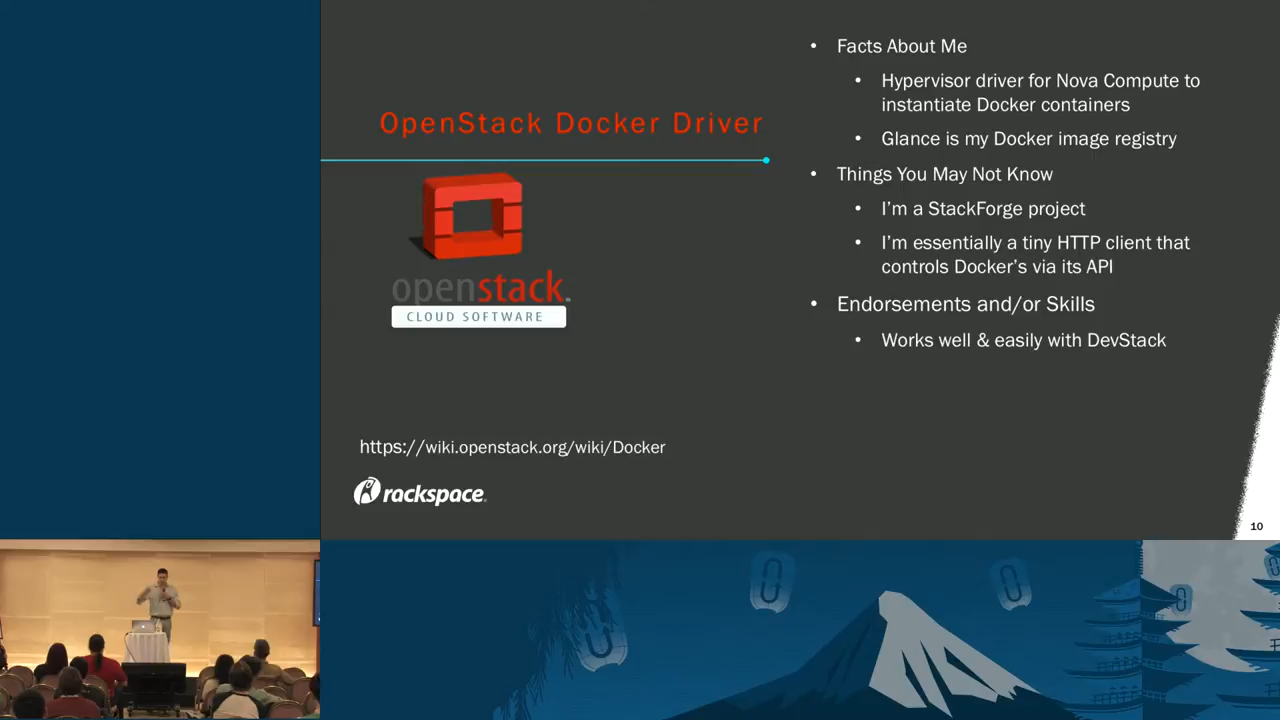 OpenStack Docker Driver
openstack.
CLOUD SOFTWARE
https://wiki.openstack.org/wiki/Docker
rackspace
• Facts About Me
• Hypervisor driver for Nova Compute to
instantiate Docker containers
• Glance is my Docker image registry
• Things You May Not Know
• I'm a StackForge project
• I'm essentially a tiny HTTP client that
controls Docker's via its API
• Endorsements and/or Skills
• Works well & easily with DevStack
10